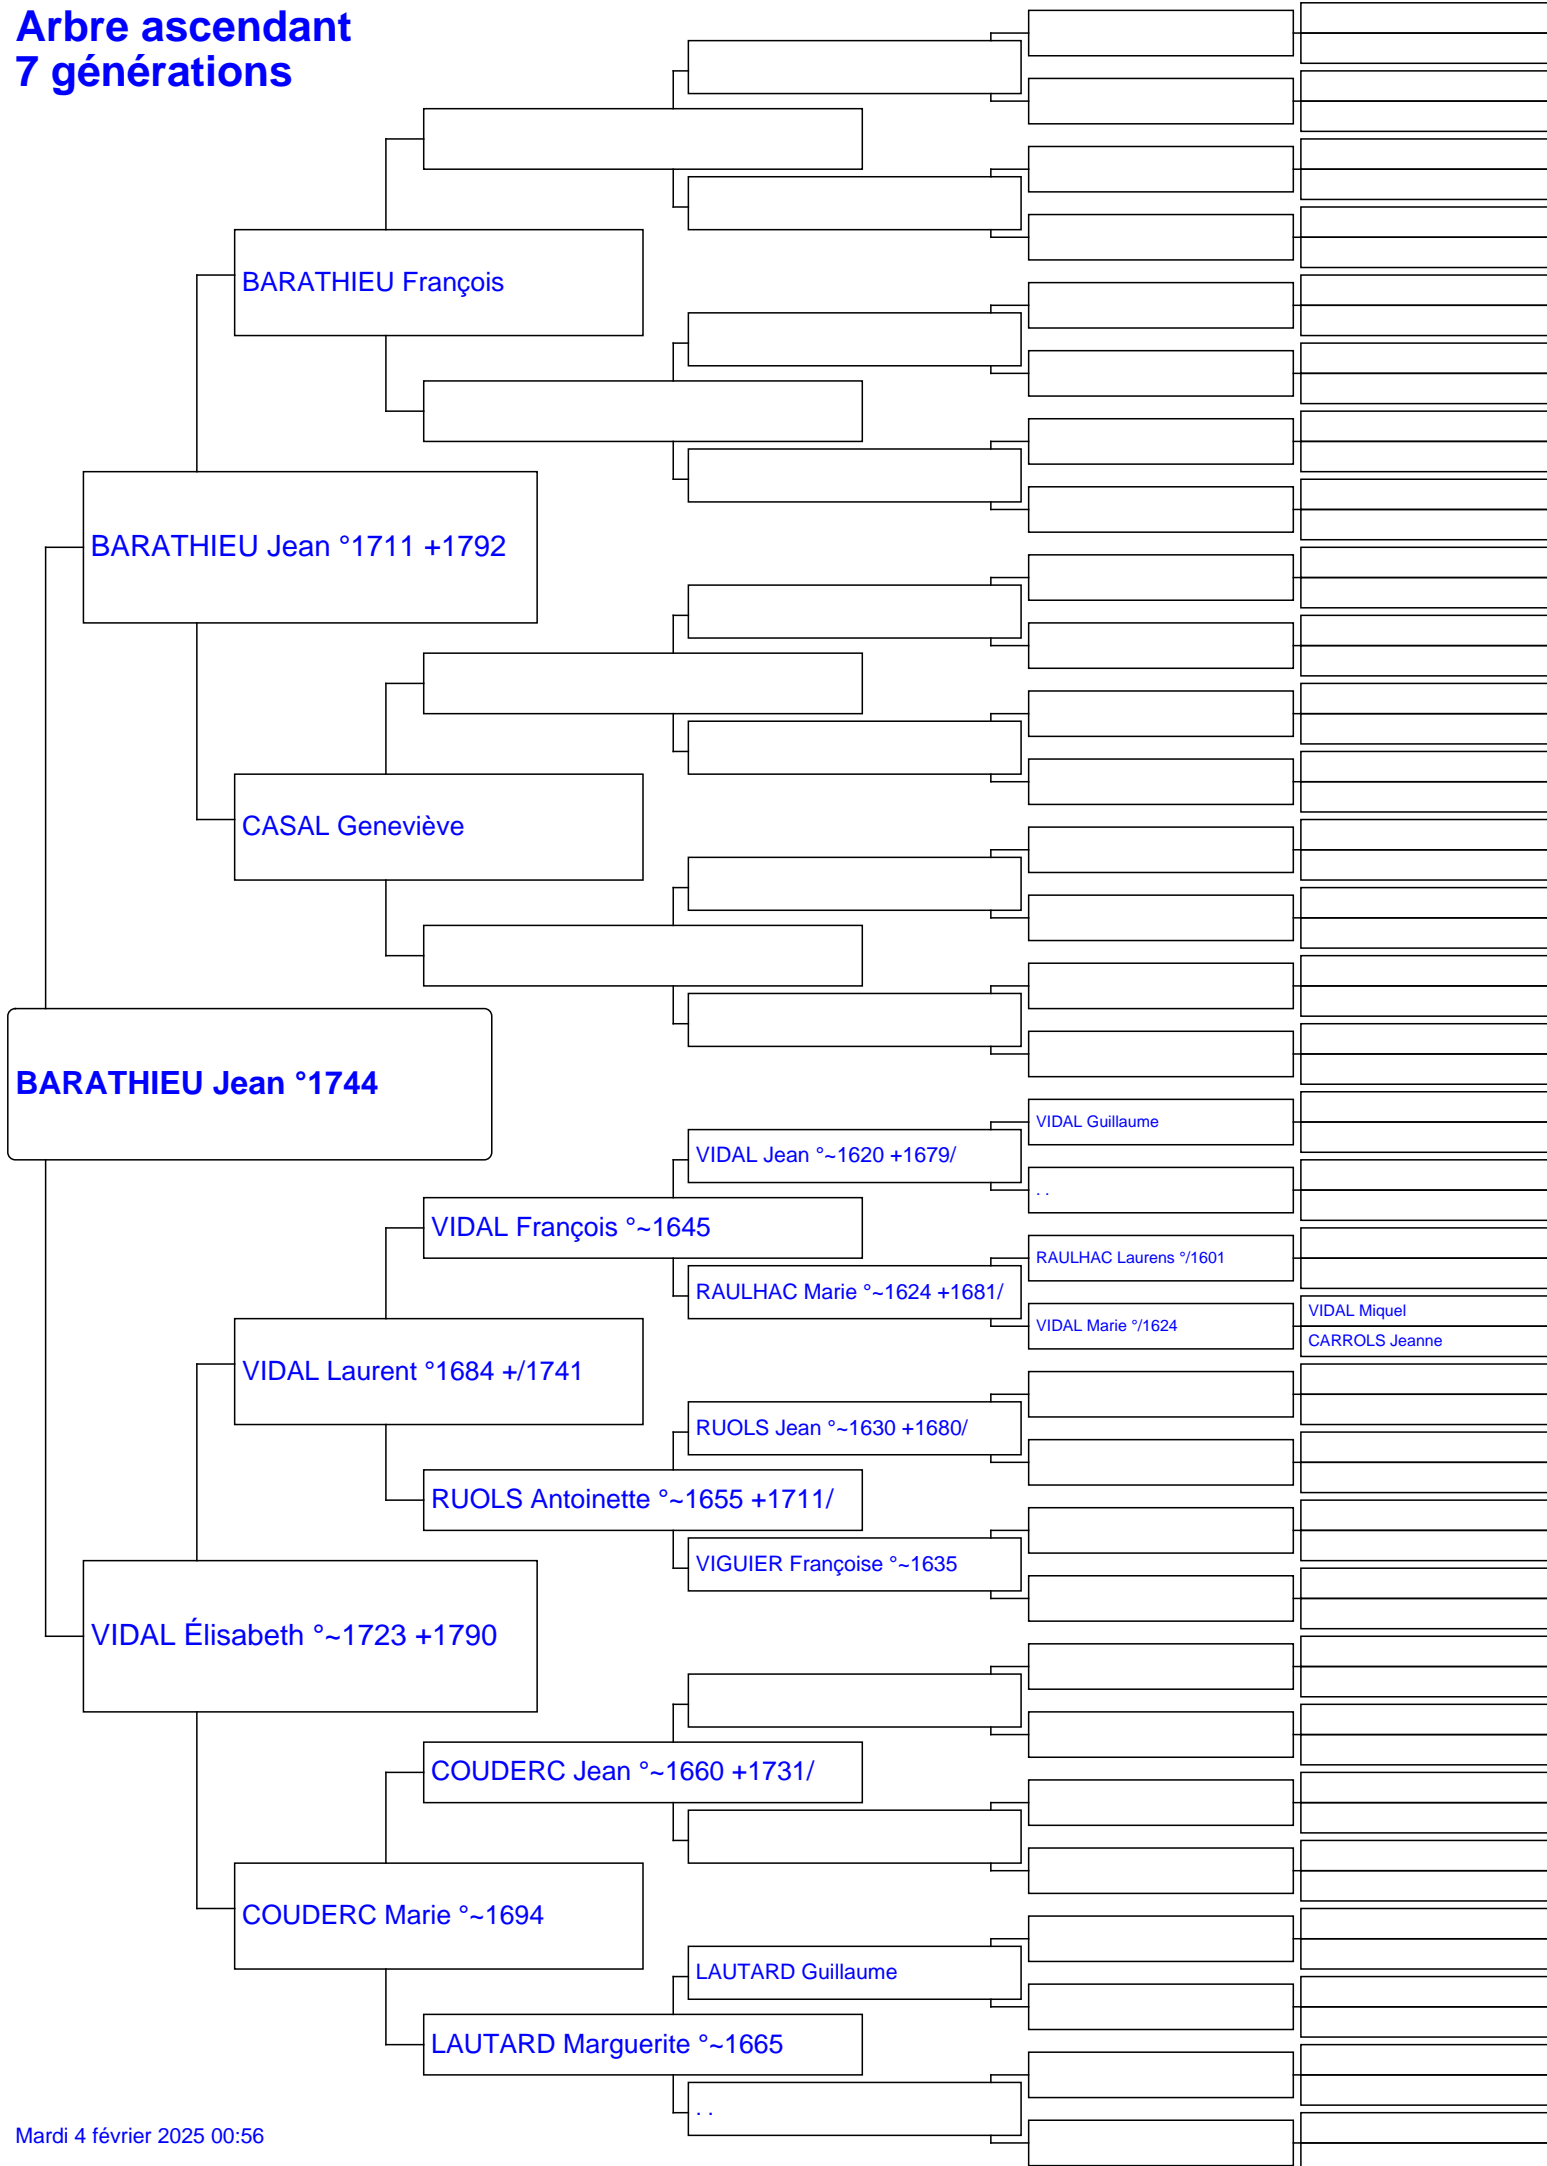 Arbre ascendant
7 générations
BARATHIEU François
BARATHIEU Jean °1711 +1792
CASAL Geneviève
BARATHIEU Jean °1744
VIDAL Guillaume
VIDAL Jean °~1620 +1679/
. .
VIDAL François °~1645
RAULHAC Laurens °/1601
RAULHAC Marie °~1624 +1681/
VIDAL Miquel
VIDAL Marie °/1624
CARROLS Jeanne
VIDAL Laurent °1684 +/1741
RUOLS Jean °~1630 +1680/
RUOLS Antoinette °~1655 +1711/
VIGUIER Françoise °~1635
VIDAL Élisabeth °~1723 +1790
COUDERC Jean °~1660 +1731/
COUDERC Marie °~1694
LAUTARD Guillaume
LAUTARD Marguerite °~1665
. .
Mardi 4 février 2025 00:56